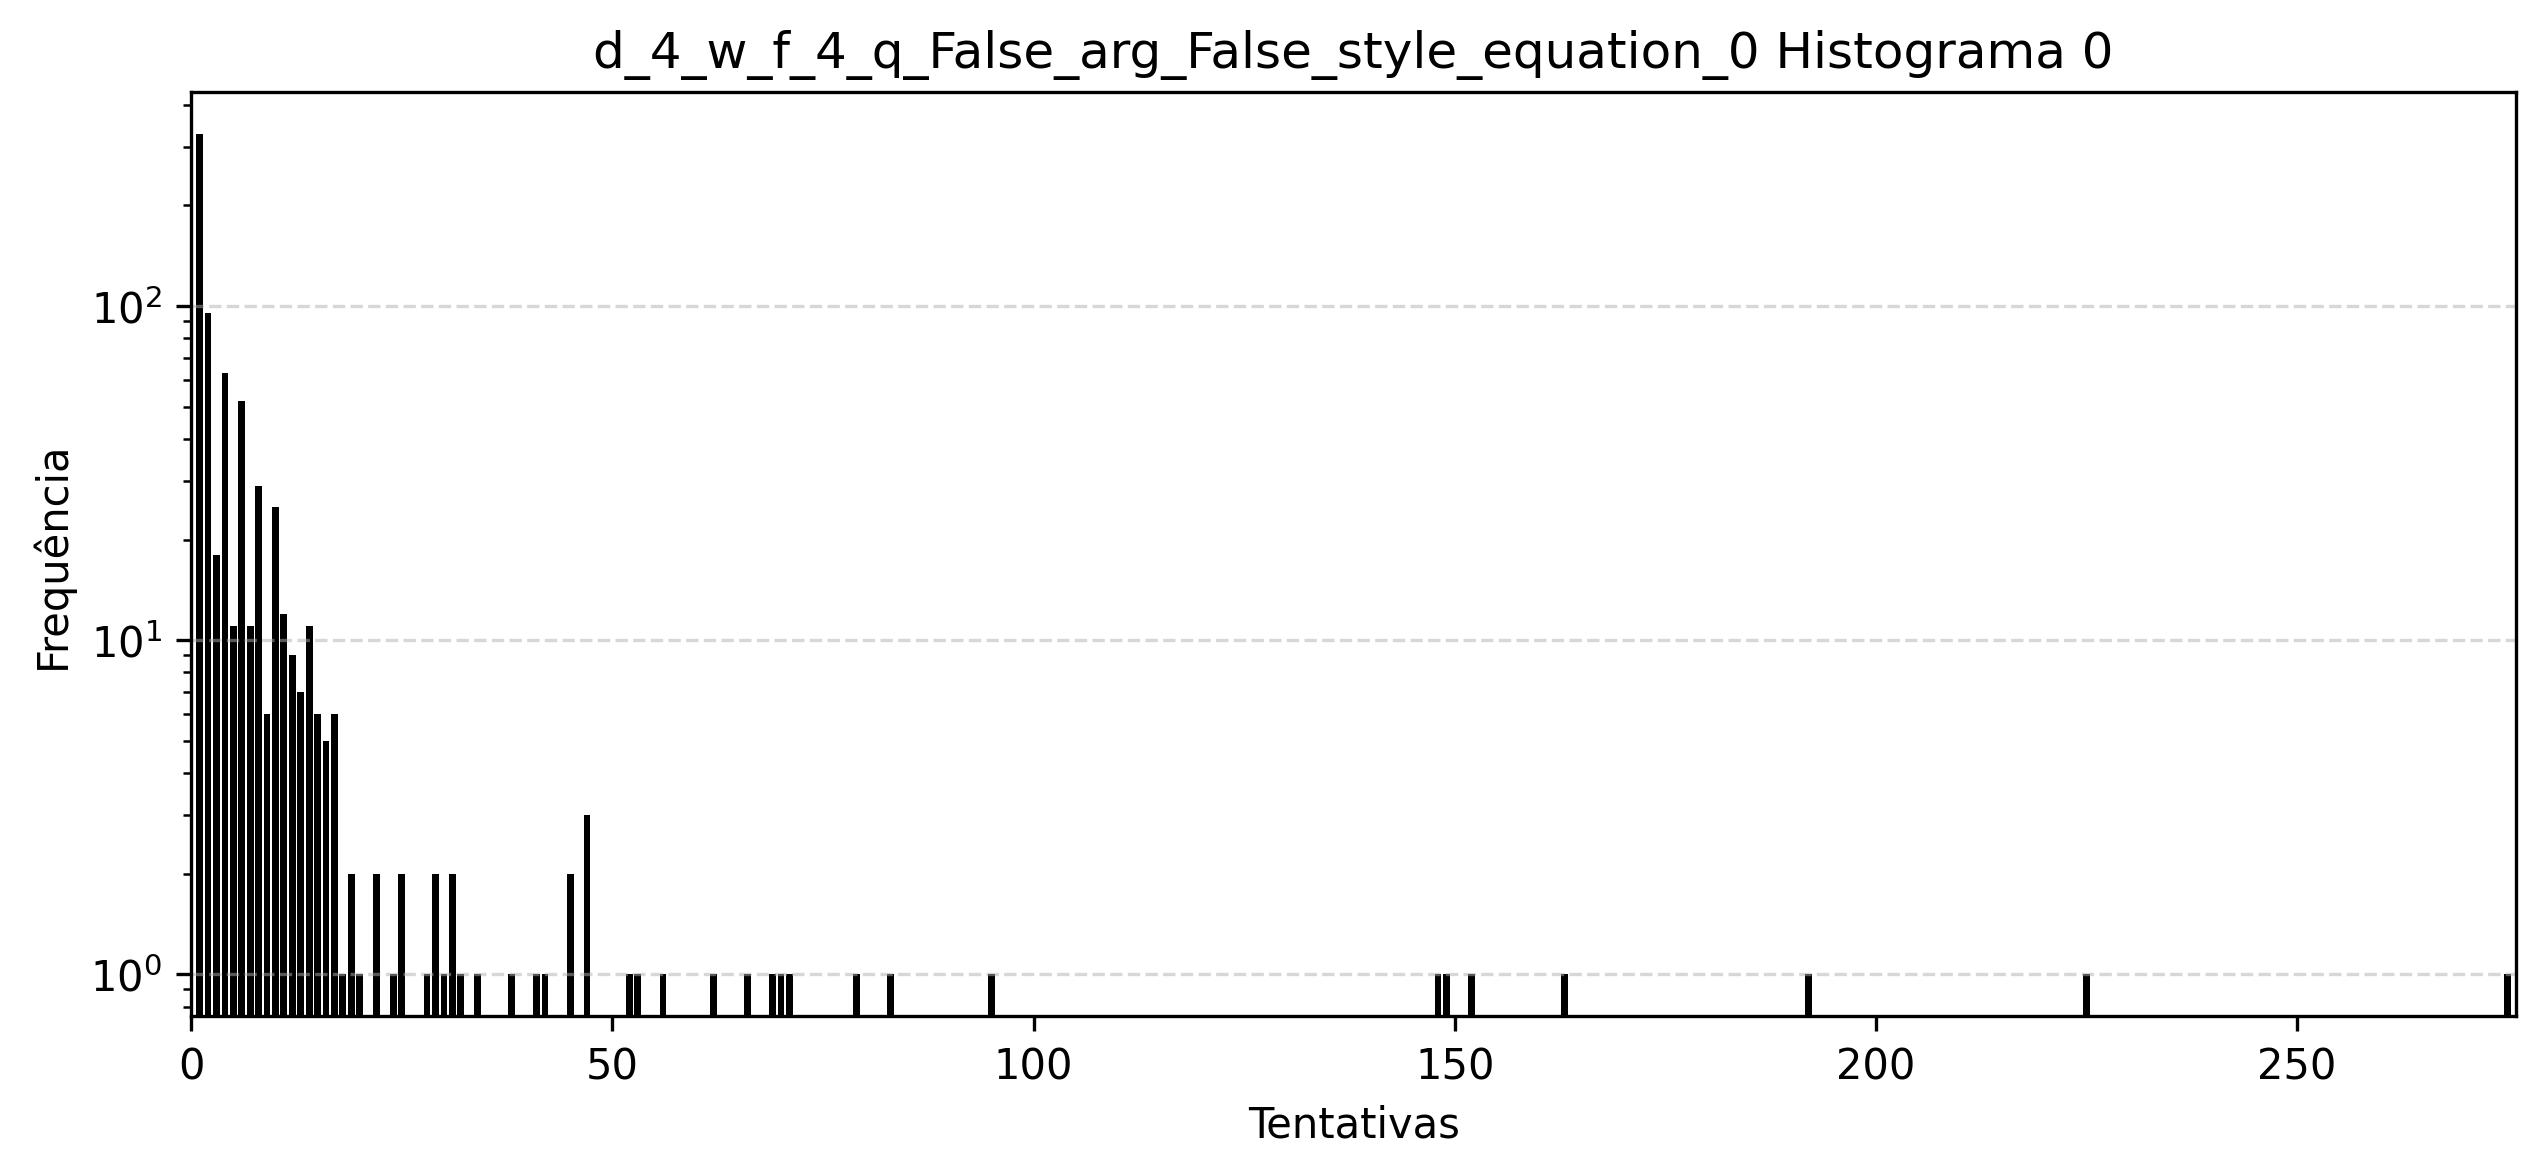 d_4_w_f_4_q_False_arg_False_style_equation_0 Histograma 0
Frequência
10²
10¹
10⁰
0 50 100 150 200 250
Tentativas